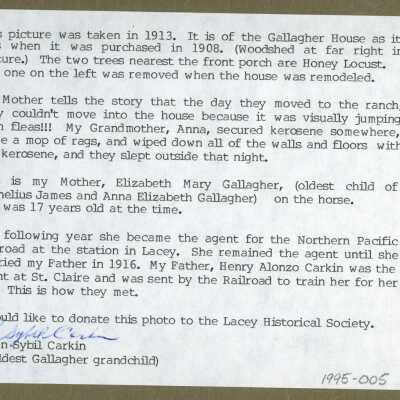 picture was taken in 1913. It is of the Gallagher House as it
when it was purchased in 1908. (Woodshed at far right in
ture.) The two trees nearest the front porch are Honey Locust.
one on the left was removed when the house was remodeled.
Mother tells the story that the day they moved to the ranch,
y couldn't move into the house because it was visually jumping
fleas!!! My Grandmother, Anna, secured kerosene somewhere,
e a mop of rags, and wiped down all of the walls and floors with
kerosene, and they slept outside that night.
is my Mother, Elizabeth Mary Gallagher, (oldest child of
nelius James and Anna Elizabeth Gallagher) on the horse.
was 17 years old at the time.
following year she became the agent for the Northern Pacific
road at the station in Lacey. She remained the agent until she
ried my Father in 1916. My Father, Henry Alonzo Carkin was the
nt at St. Claire and was sent by the Railroad to train her for her
This is how they met.
ould like to donate this photo to the Lacey Historical Society.
Sybil Carkin
n Sybil Carkin
ldest Gallagher grandchild)
1995-005